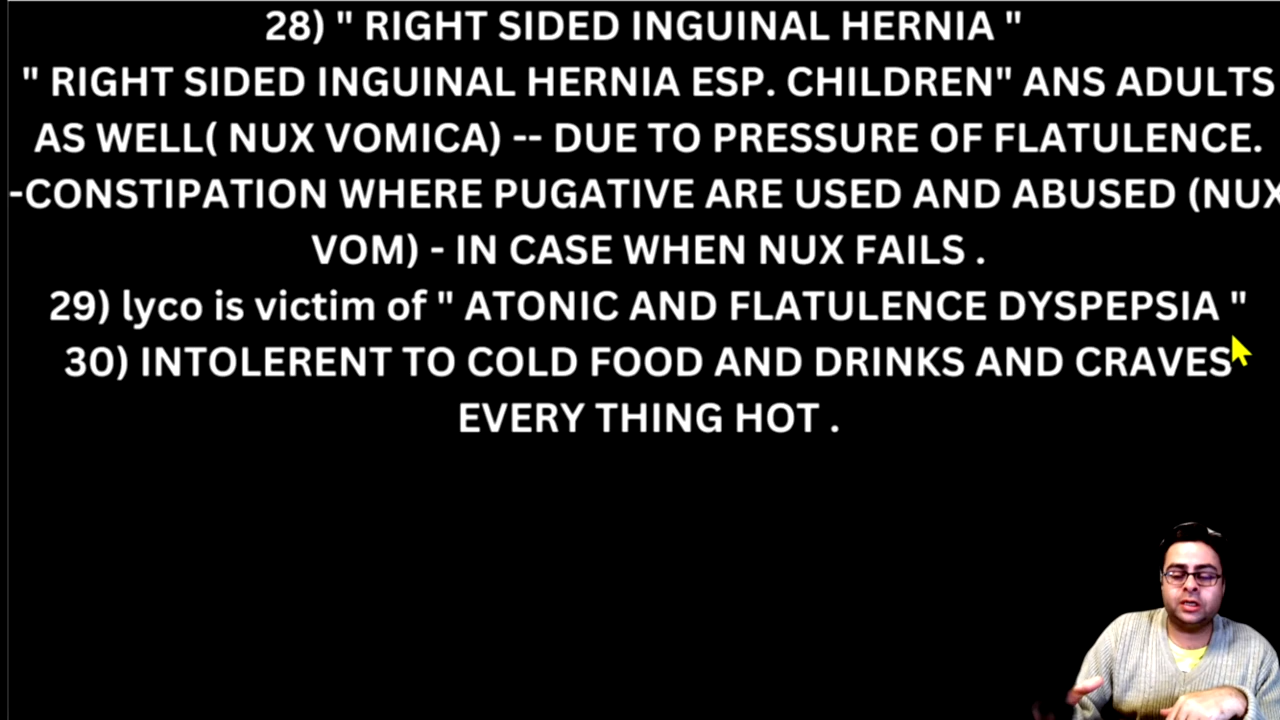 28) " RIGHT SIDED INGUINAL HERNIA "
" RIGHT SIDED INGUINAL HERNIA ESP. CHILDREN" ANS ADULTS
AS WELL( NUX VOMICA) -- DUE TO PRESSURE OF FLATULENCE.
-CONSTIPATION WHERE PUGATIVE ARE USED AND ABUSED (NUX
VOM) - IN CASE WHEN NUX FAILS .
29) lyco is victim of " ATONIC AND FLATULENCE DYSPEPSIA "
30) INTOLERENT TO COLD FOOD AND DRINKS AND CRAVES
EVERY THING HOT .